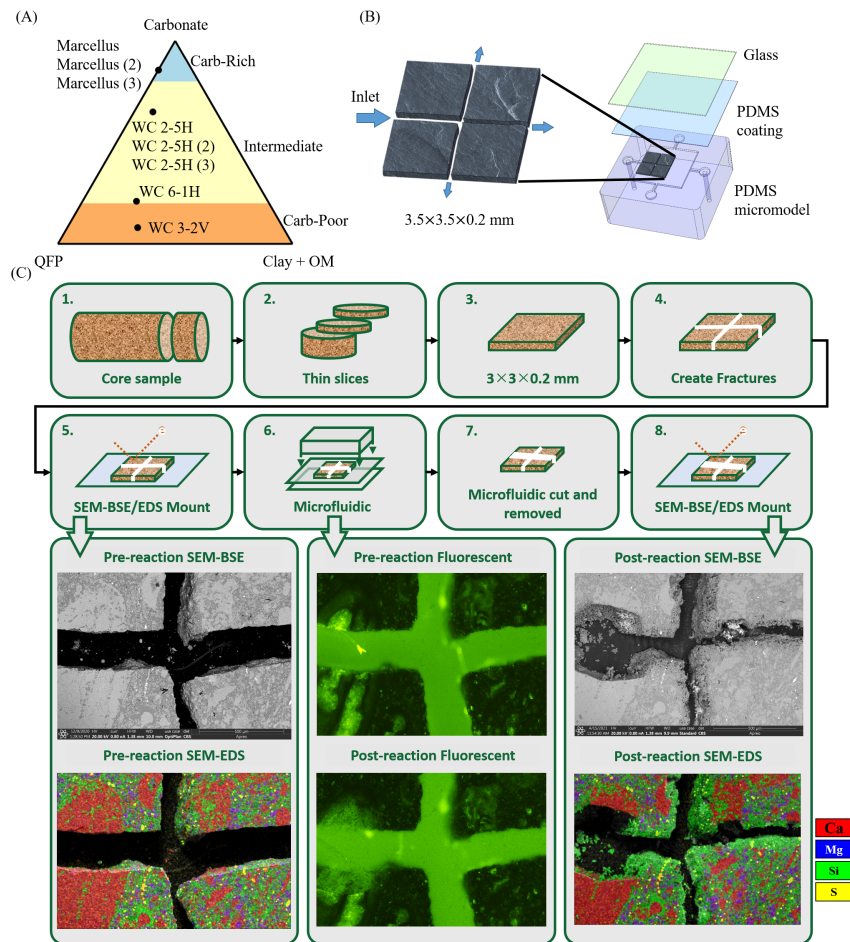 (A)
Carbonate
Marcellus
Marcellus (2)
Marcellus (3)
Carb-Rich
WC 2-5H
WC 2-5H (2)
WC 2-5H (3)
Intermediate
WC 6-1H
WC 3-2V
Carb-Poor
QFP
Clay + OM
(B)
Inlet
3.5×3.5×0.2 mm
Glass
PDMS
coating
PDMS
micromodel
(C)
1.
Core sample
2.
Thin slices
3.
3×3×0.2 mm
4.
Create Fractures
5.
SEM-BSE/EDS Mount
6.
Microfluidic
7.
Microfluidic cut and
removed
8.
SEM-BSE/EDS Mount
Pre-reaction SEM-BSE
Pre-reaction Fluorescent
Post-reaction SEM-BSE
Pre-reaction SEM-EDS
Post-reaction Fluorescent
Post-reaction SEM-EDS
Ca
Mg
Si
S